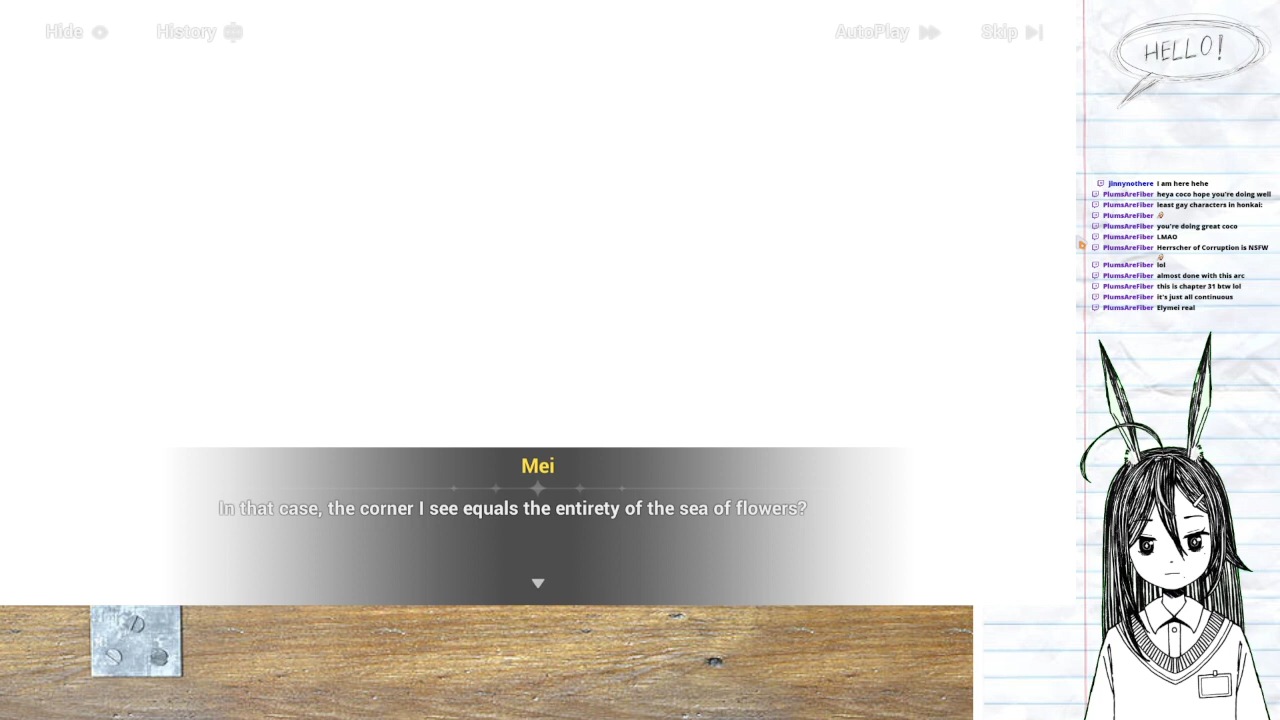 Hide
History
AutoPlay
Skip
HELLO!
Jinnynothere I am here hehe
PlumsAreFiber heya coco hope you're doing well
PlumsAreFiber least gay characters in honkai:
PlumsAreFiber
PlumsAreFiber you're doing great coco
PlumsAreFiber LMAO
PlumsAreFiber Herrscher of Corruption is NSFW
PlumsAreFiber lol
PlumsAreFiber almost done with this arc
PlumsAreFiber this is chapter 31 btw lol
PlumsAreFiber it's just all continuous
PlumsAreFiber Elymei real
Mei
In that case, the corner I see equals the entirety of the sea of flowers?